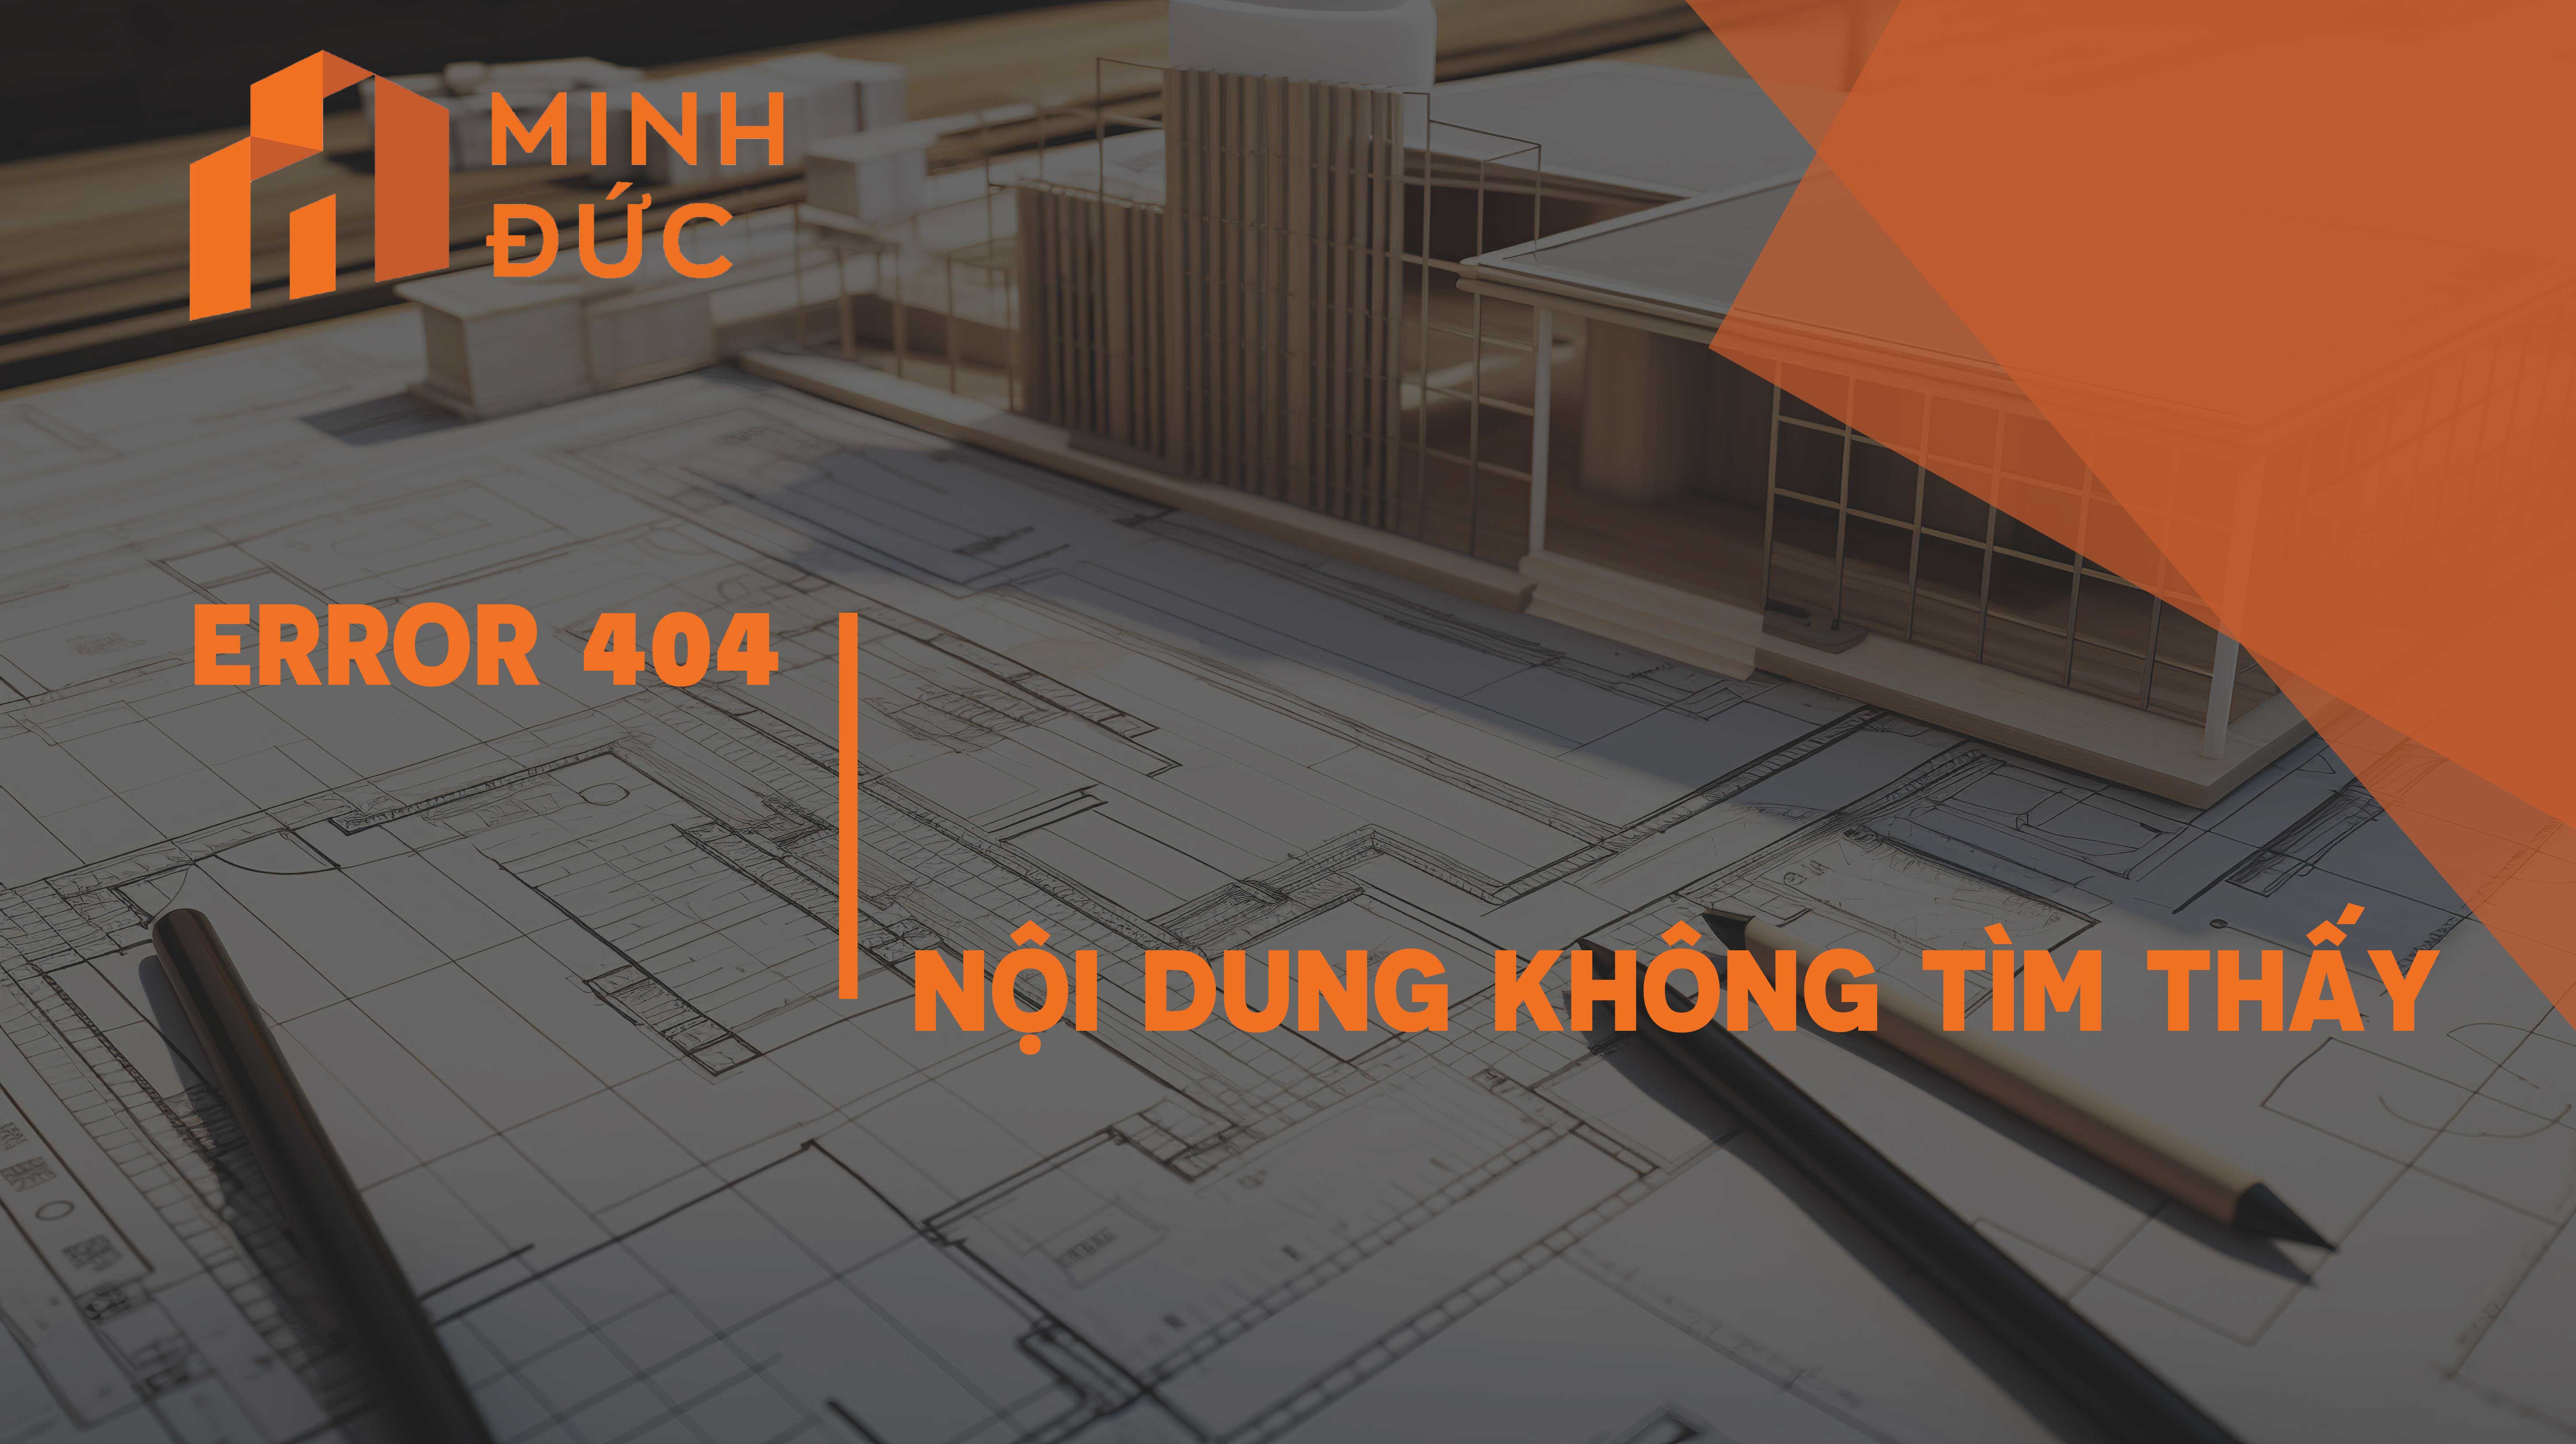 MINH
ĐỨC
ERROR 404
NỘI DUNG KHÔNG TÌM THẤY